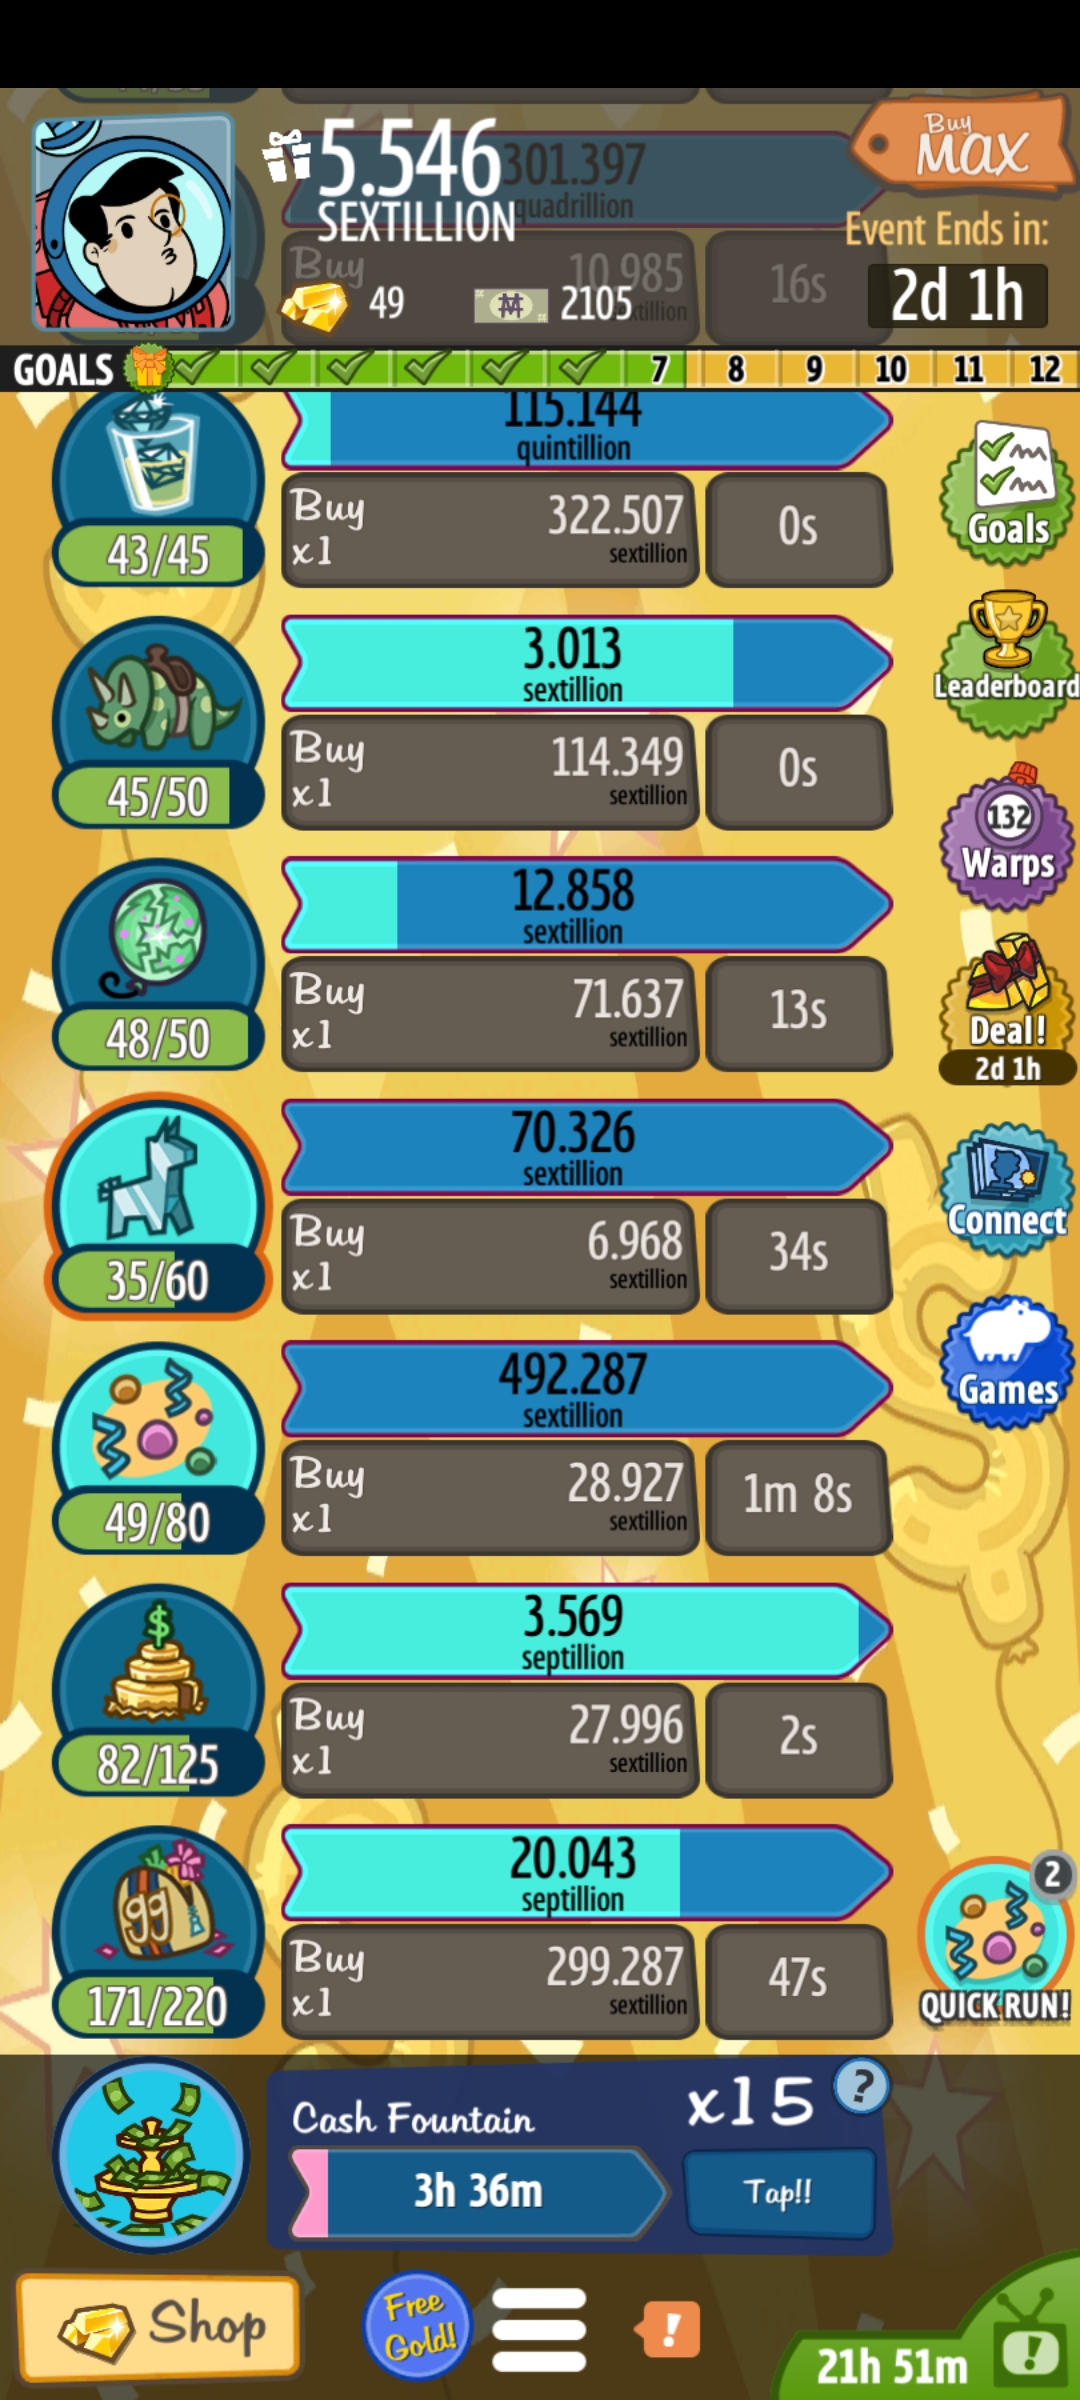 5.546
SEXTILLION
301.397
quadrillion
Buy
MAX
Event Ends in:
2d 1h
Buy
10.985
16s
49
2105
GOALS
7 8 9 10 11 12
115.144
quintillion
43/45
Buy
x1
322.507
sextillion
0s
Goals
3.013
sextillion
45/50
Buy
x1
114.349
sextillion
0s
Leaderboard
12.858
sextillion
48/50
Buy
x1
71.637
sextillion
13s
132
Warps
Deal!
2d 1h
70.326
sextillion
35/60
Buy
x1
6.968
sextillion
34s
Connect
492.287
sextillion
49/80
Buy
x1
28.927
sextillion
1m 8s
Games
3.569
septillion
$
82/125
Buy
x1
27.996
sextillion
2s
20.043
septillion
gg
171/220
Buy
x1
299.287
sextillion
47s
2
QUICK RUN!
Cash Fountain
x15
?
3h 36m
Tap!!
Shop
Free
Gold!
!
21h 51m
!